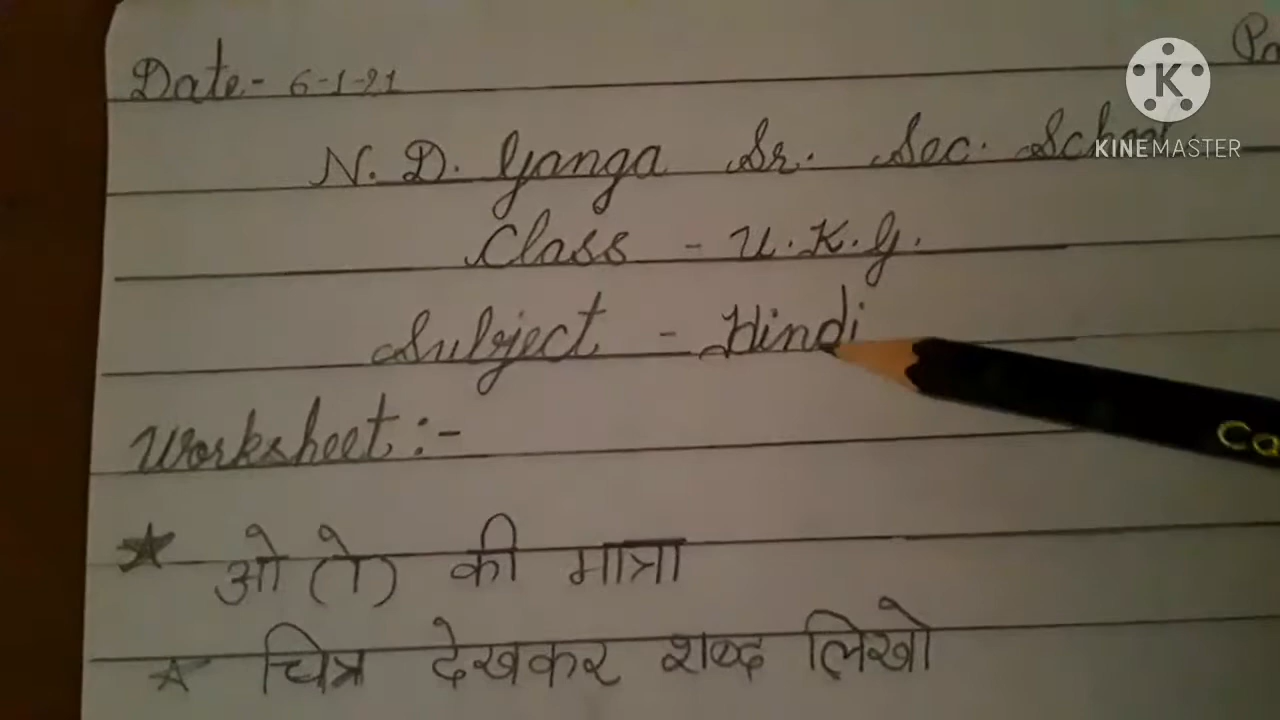 Date- 6-1-21
N. D. Ganga Sr. Sec. School.
KINEMASTER
Class - U.K.G.
Subject - Hindi
Worksheet :-
★ ओ (ो) की मात्रा
☆ चित्र देखकर शब्द लिखो